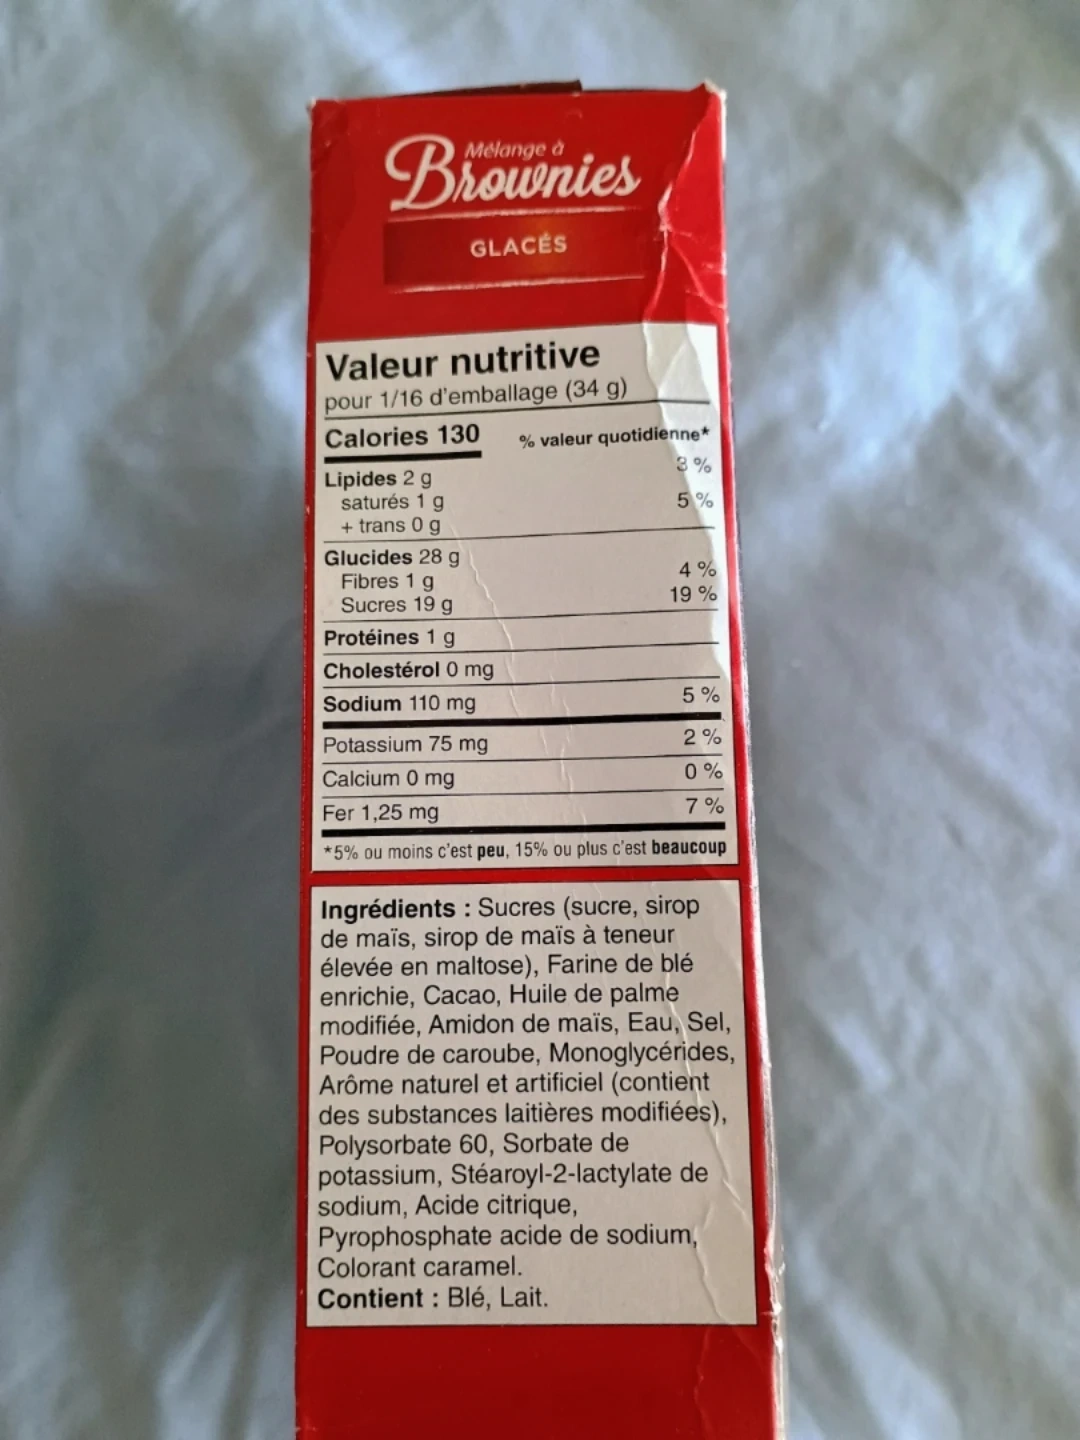 Mélange à
Brownies
GLACÉS
Valeur nutritive
pour 1/16 d'emballage (34 g)
Calories 130
% valeur quotidienne*
Lipides 2 g 3 %
saturés 1 g
+ trans 0 g 5 %
Glucides 28 g
Fibres 1 g 4 %
Sucres 19 g 19 %
Protéines 1 g
Cholestérol 0 mg
Sodium 110 mg 5 %
Potassium 75 mg 2 %
Calcium 0 mg 0 %
Fer 1,25 mg 7 %
*5% ou moins c'est peu, 15% ou plus c'est beaucoup
Ingrédients : Sucres (sucre, sirop
de maïs, sirop de maïs à teneur
élevée en maltose), Farine de blé
enrichie, Cacao, Huile de palme
modifiée, Amidon de maïs, Eau, Sel,
Poudre de caroube, Monoglycérides,
Arôme naturel et artificiel (contient
des substances laitières modifiées),
Polysorbate 60, Sorbate de
potassium, Stéaroyl-2-lactylate de
sodium, Acide citrique,
Pyrophosphate acide de sodium,
Colorant caramel.
Contient : Blé, Lait.